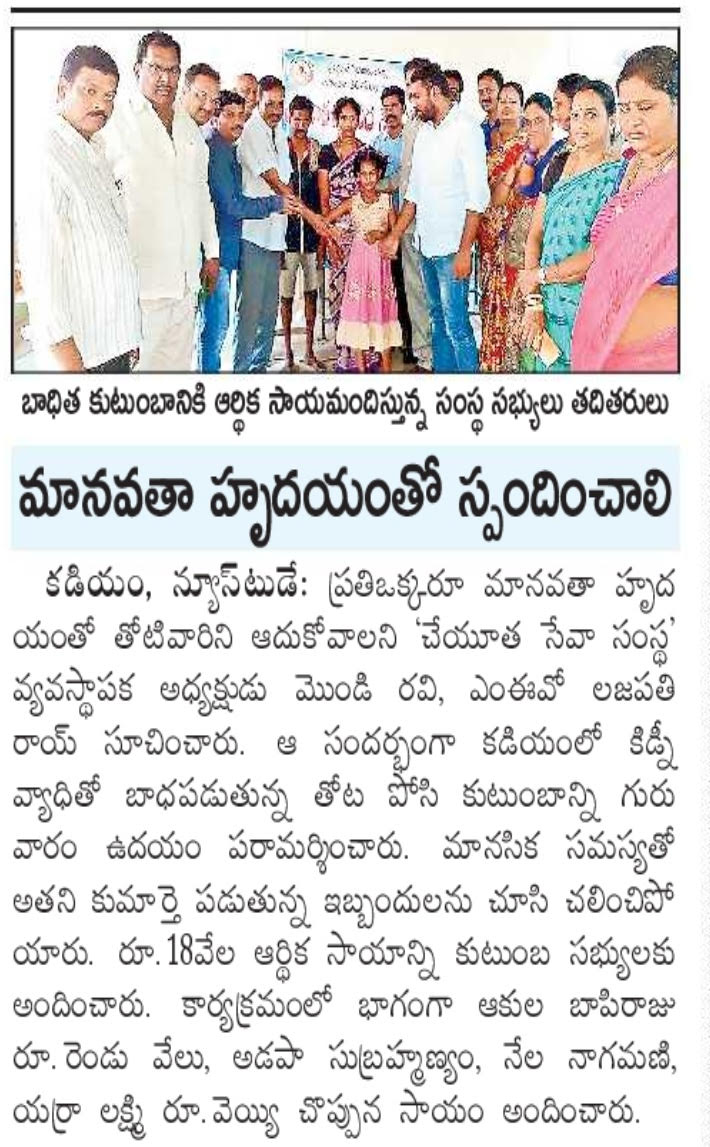 బాధిత కుటుంబానికి ఆర్థిక సాయమందిస్తున్న సంస్థ సభ్యులు తదితరులు
మానవతా హృదయంతో స్పందించాలి
కడియం, న్యూస్‌టుడే: ప్రతిఒక్కరూ మానవతా హృద
యంతో తోటివారిని ఆదుకోవాలని ‘చేయూత సేవా సంస్థ’
వ్యవస్థాపక అధ్యక్షుడు మొండి రవి, ఎంఈవో లజపతి
రాయ్ సూచించారు. ఆ సందర్భంగా కడియంలో కిడ్నీ
వ్యాధితో బాధపడుతున్న తోట పోసి కుటుంబాన్ని గురు
వారం ఉదయం పరామర్శించారు. మానసిక సమస్యతో
అతని కుమార్తె పడుతున్న ఇబ్బందులను చూసి చలించిపో
యారు. రూ.18వేల ఆర్థిక సాయాన్ని కుటుంబ సభ్యులకు
అందించారు. కార్యక్రమంలో భాగంగా ఆకుల బాపిరాజు
రూ.రెండు వేలు, అడపా సుబ్రహ్మణ్యం, నేల నాగమణి,
యర్రా లక్ష్మి రూ.వెయ్యి చొప్పున సాయం అందించారు.